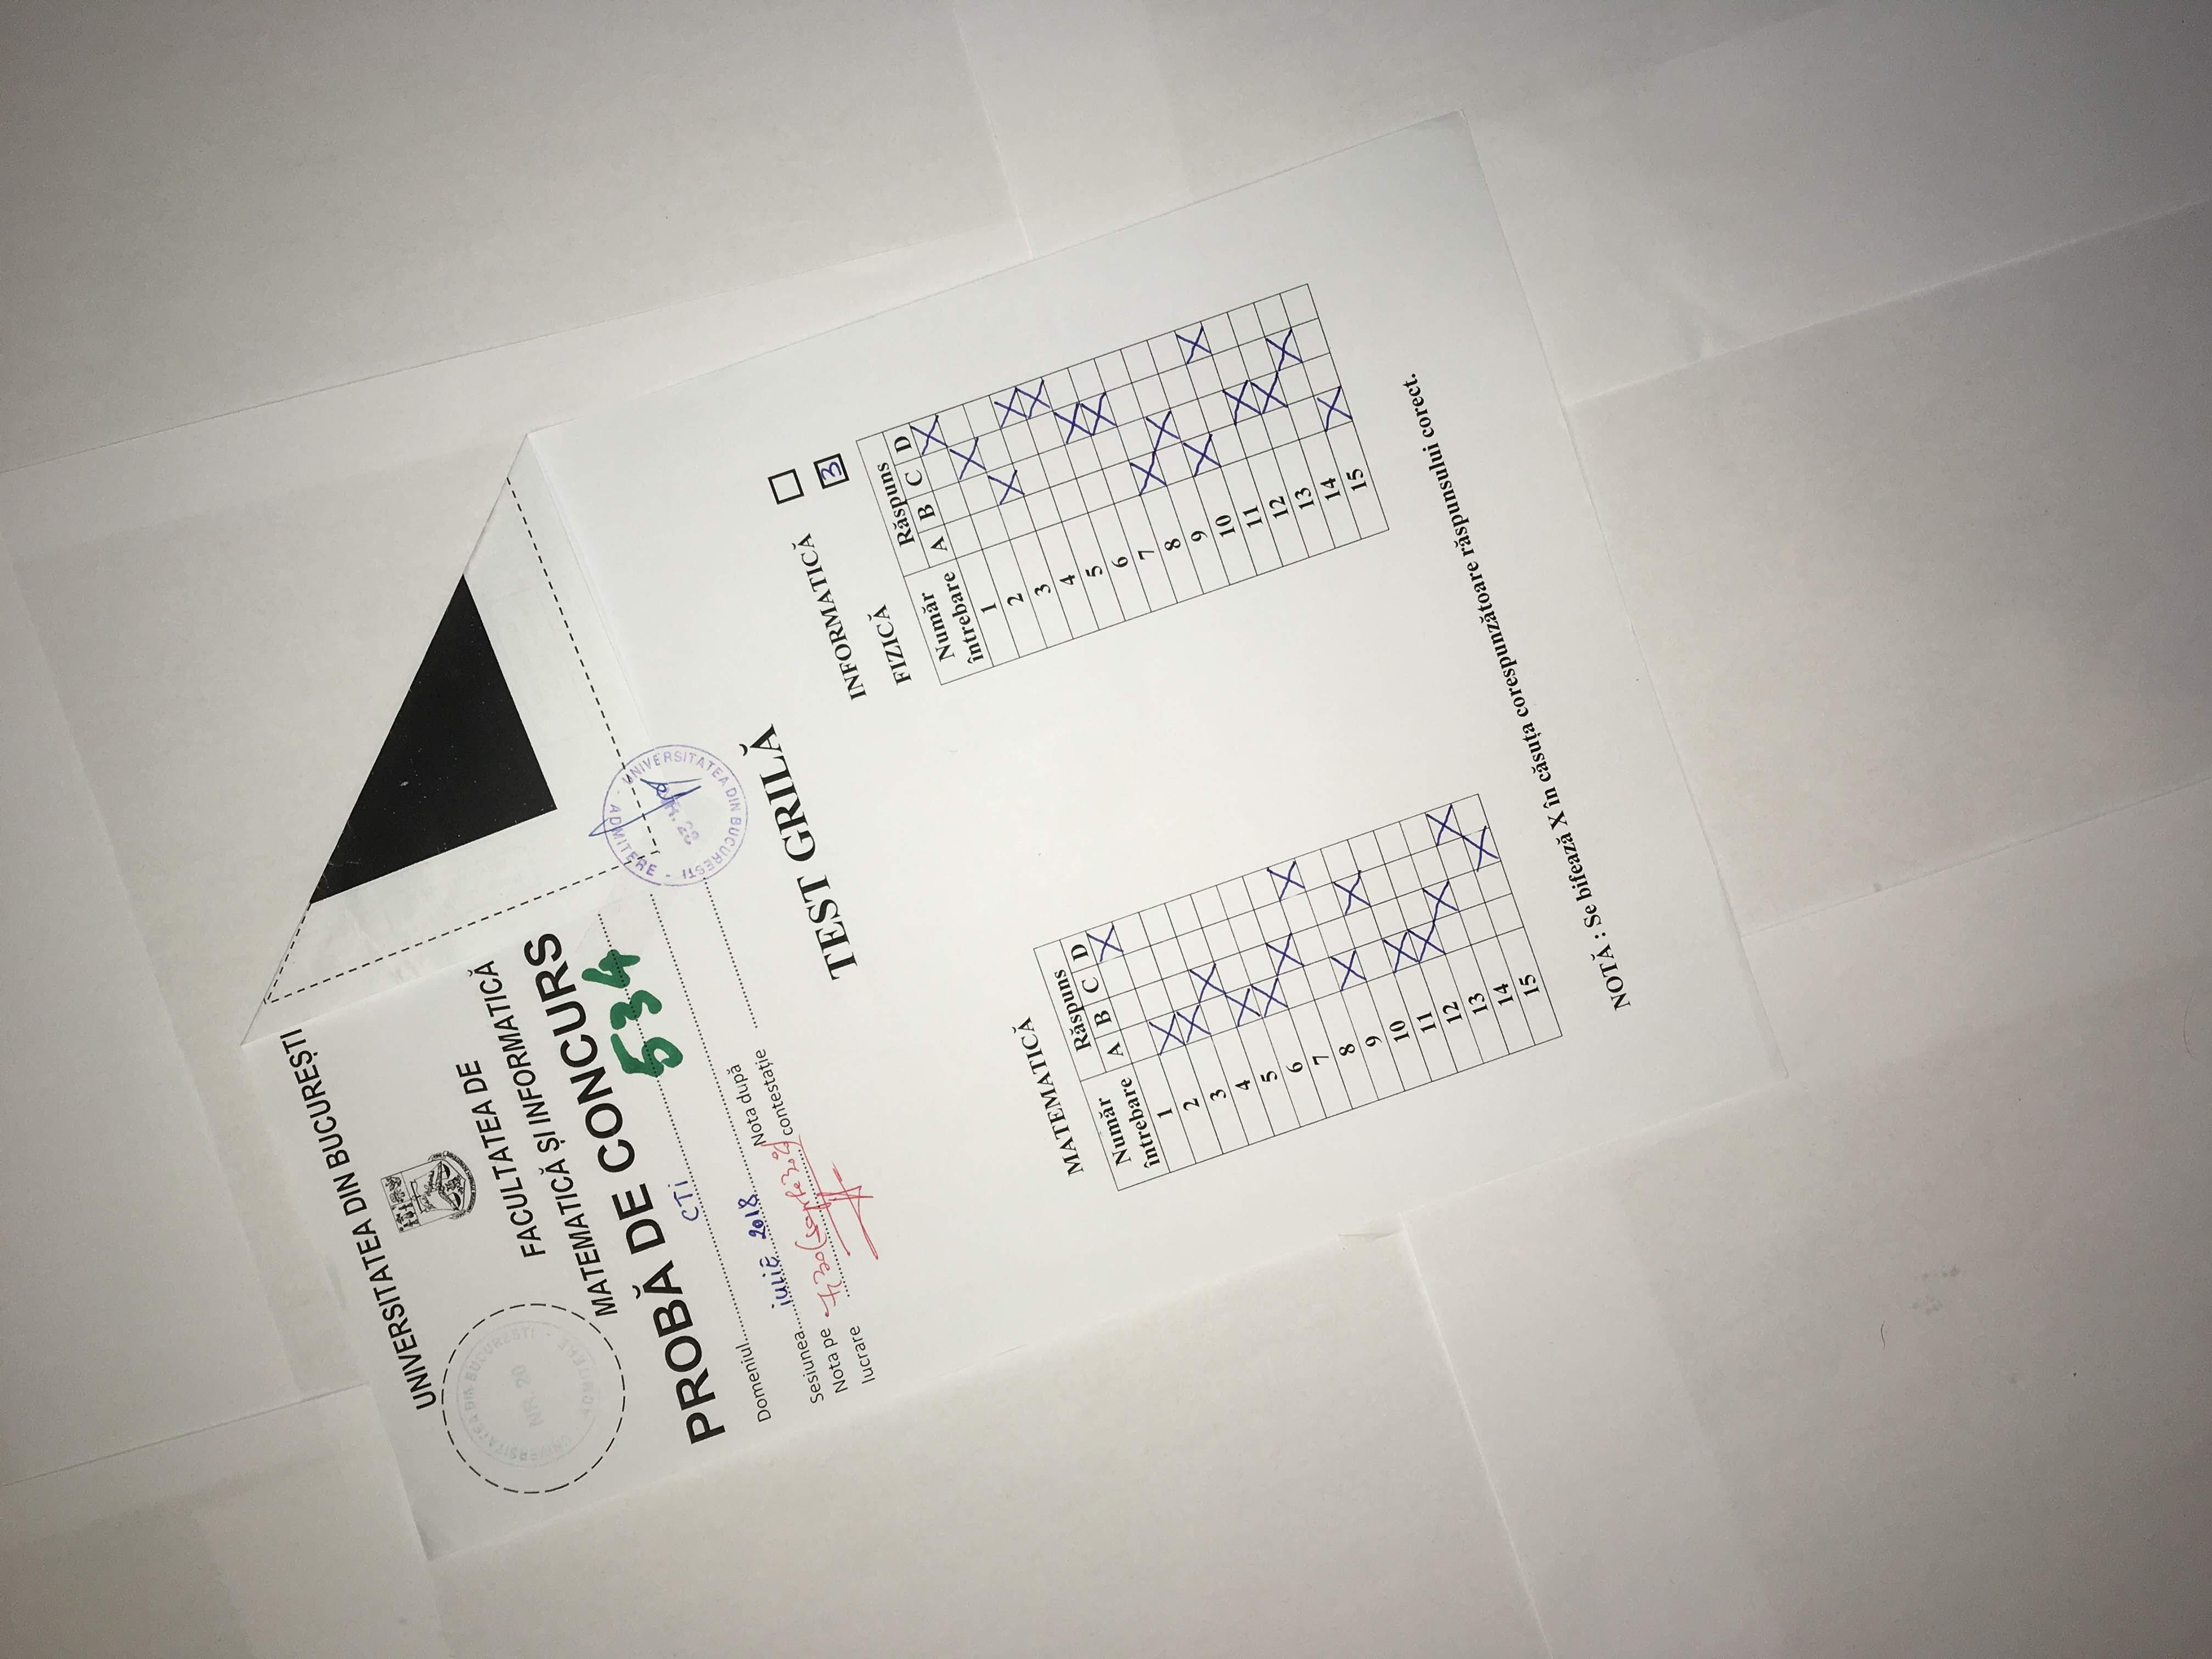 UNIVERSITATEA DIN BUCUREȘTI
UNIVERSITATEA DIN BUCUREȘTI - ADMITERE -
NR. 20
FACULTATEA DE
MATEMATICĂ ȘI INFORMATICĂ
PROBĂ DE CONCURS
534
Domeniul CTi
Sesiunea iuliE 2018
Nota pe lucrare 7,30 (șapte 30%)
Nota după contestație
UNIVERSITATEA DIN BUCUREȘTI - ADMITERE -
TEST GRILĂ
INFORMATICĂ
FIZICĂ 3
MATEMATICĂ
Număr întrebare Răspuns
A B C D
1 X
2 X
3 X
4 X
5 X
6 X
7 X
8 X
9 X
10 X
11 X
12 X
13 X
14 X
15 X
Număr întrebare Răspuns
A B C D
1 X
2 X
3 X
4 X
5 X
6 X
7 X
8 X
9 X
10 X
11 X
12 X
13 X
14 X
15 X
NOTĂ : Se bifează X în căsuța corespunzătoare răspunsului corect.